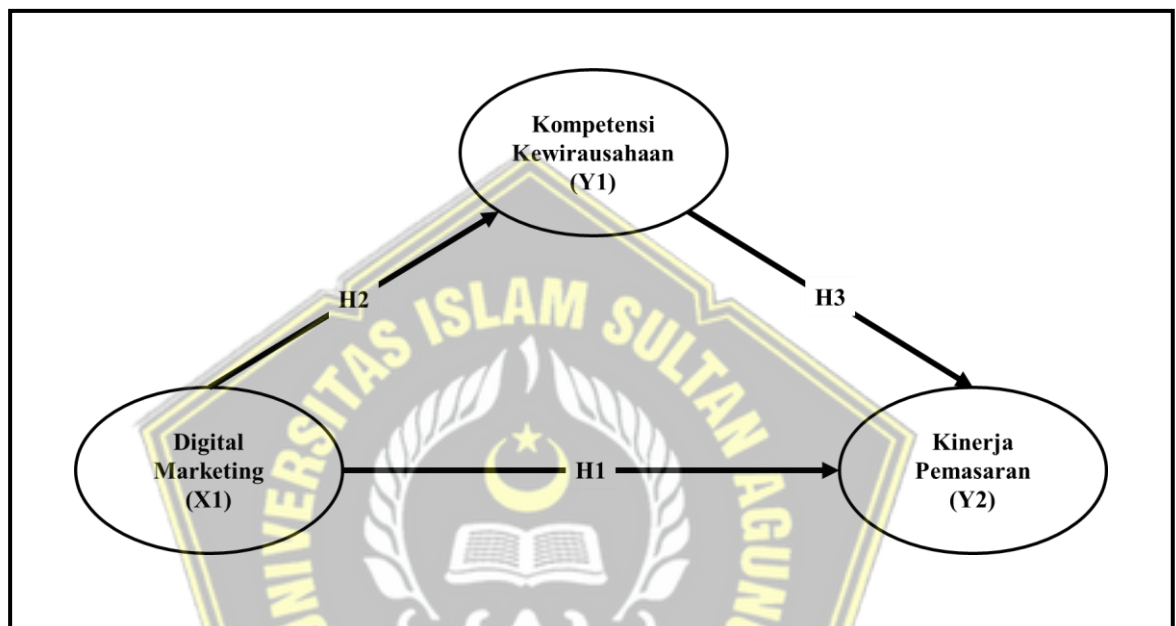 Kompetensi
Kewirausahaan
(Y1)
H2
H3
UNIVERSITAS ISLAM SULTAN AGUNG
Digital
Marketing
(X1)
H1
Kinerja
Pemasaran
(Y2)